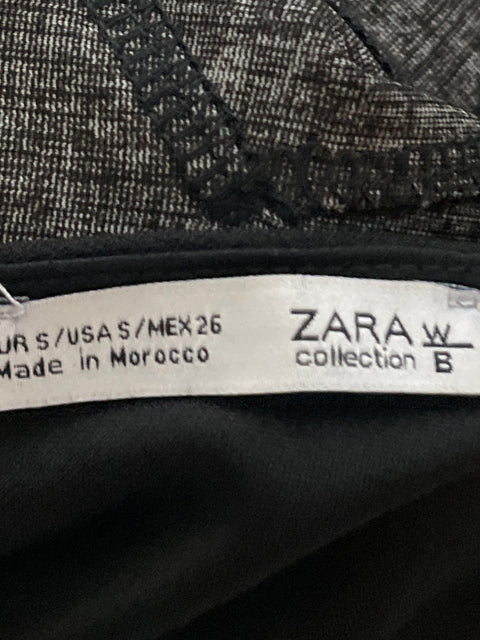 UR S/USA S/MEX 26
Made in Morocco
ZARA W
collection B